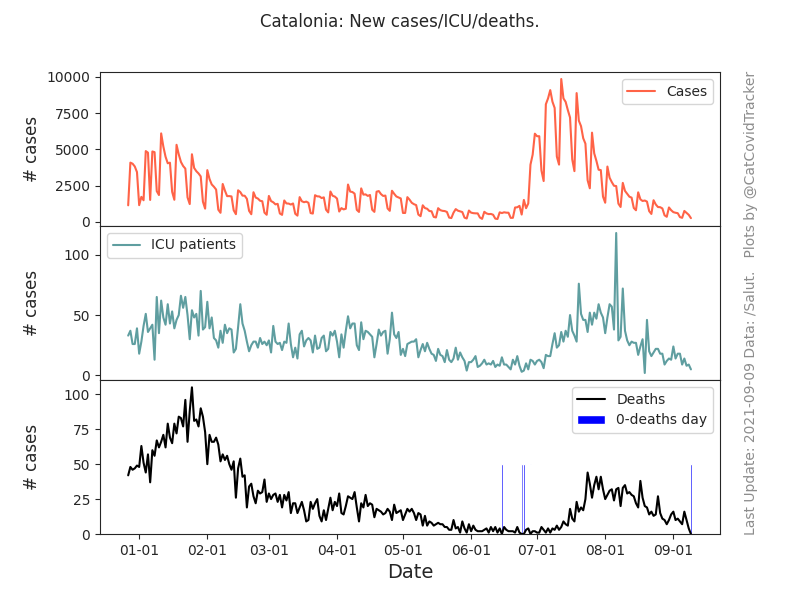 Catalonia: New cases/ICU/deaths.
10000
7500
5000
2500
0
# cases
Cases
100
50
0
# cases
ICU patients
100
75
50
25
0
# cases
Deaths
0-deaths day
01-01 02-01 03-01 04-01 05-01 06-01 07-01 08-01 09-01
Date
Last Update: 2021-09-09 Data: /Salut. Plots by @CatCovidTracker